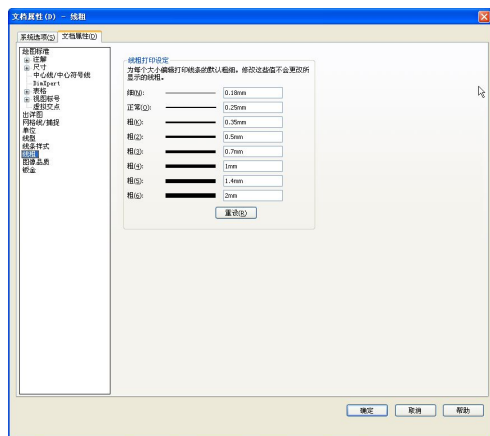 文档属性(D) - 线粗
系统选项(S) 文档属性(D)
绘图标准
注解
尺寸
中心线/中心符号线
DimXpert
表格
视图标号
虚拟交点
出详图
网格线/捕捉
单位
线型
线条样式
线粗
图像品质
钣金
线粗打印设定
为每个大小编辑打印线条的默认粗细。修改这些值不会更改所
显示的线粗。
细(N): 0.18mm
正常(O): 0.25mm
粗(K): 0.35mm
粗(2): 0.5mm
粗(3): 0.7mm
粗(4): 1mm
粗(5): 1.4mm
粗(6): 2mm
重设(R)
确定 取消 帮助